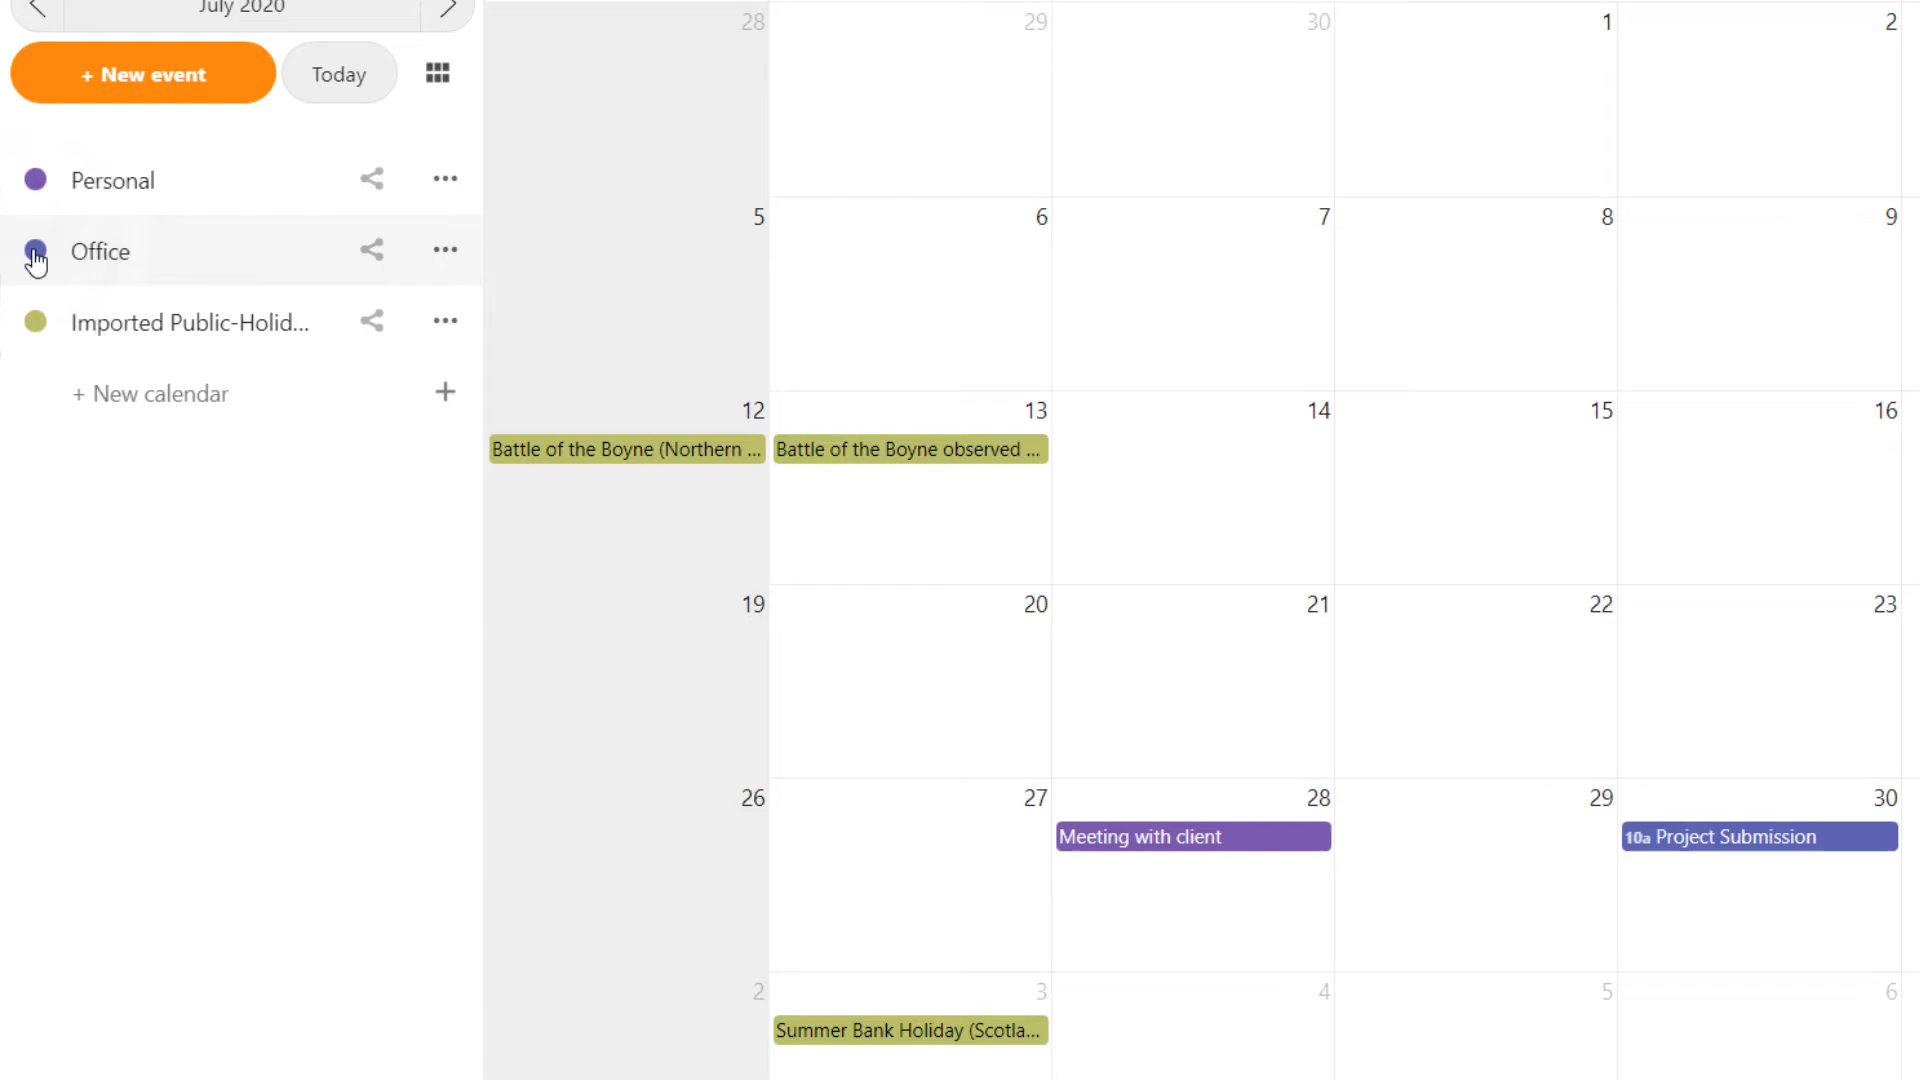 July 2020
+ New event
Today
Personal
Office
Imported Public-Holid...
+ New calendar
28 29 30 1 2
5 6 7 8 9
12 13 14 15 16
Battle of the Boyne (Northern ... Battle of the Boyne observed ...
19 20 21 22 23
26 27 28 29 30
Meeting with client 10a Project Submission
2 3 4 5 6
Summer Bank Holiday (Scotla...